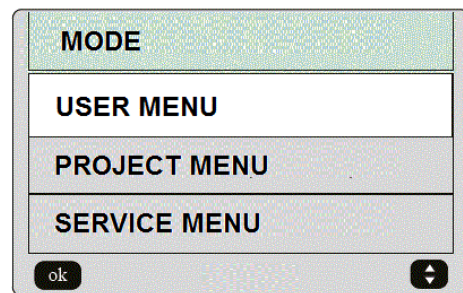 MODE
USER MENU
PROJECT MENU
SERVICE MENU
ok